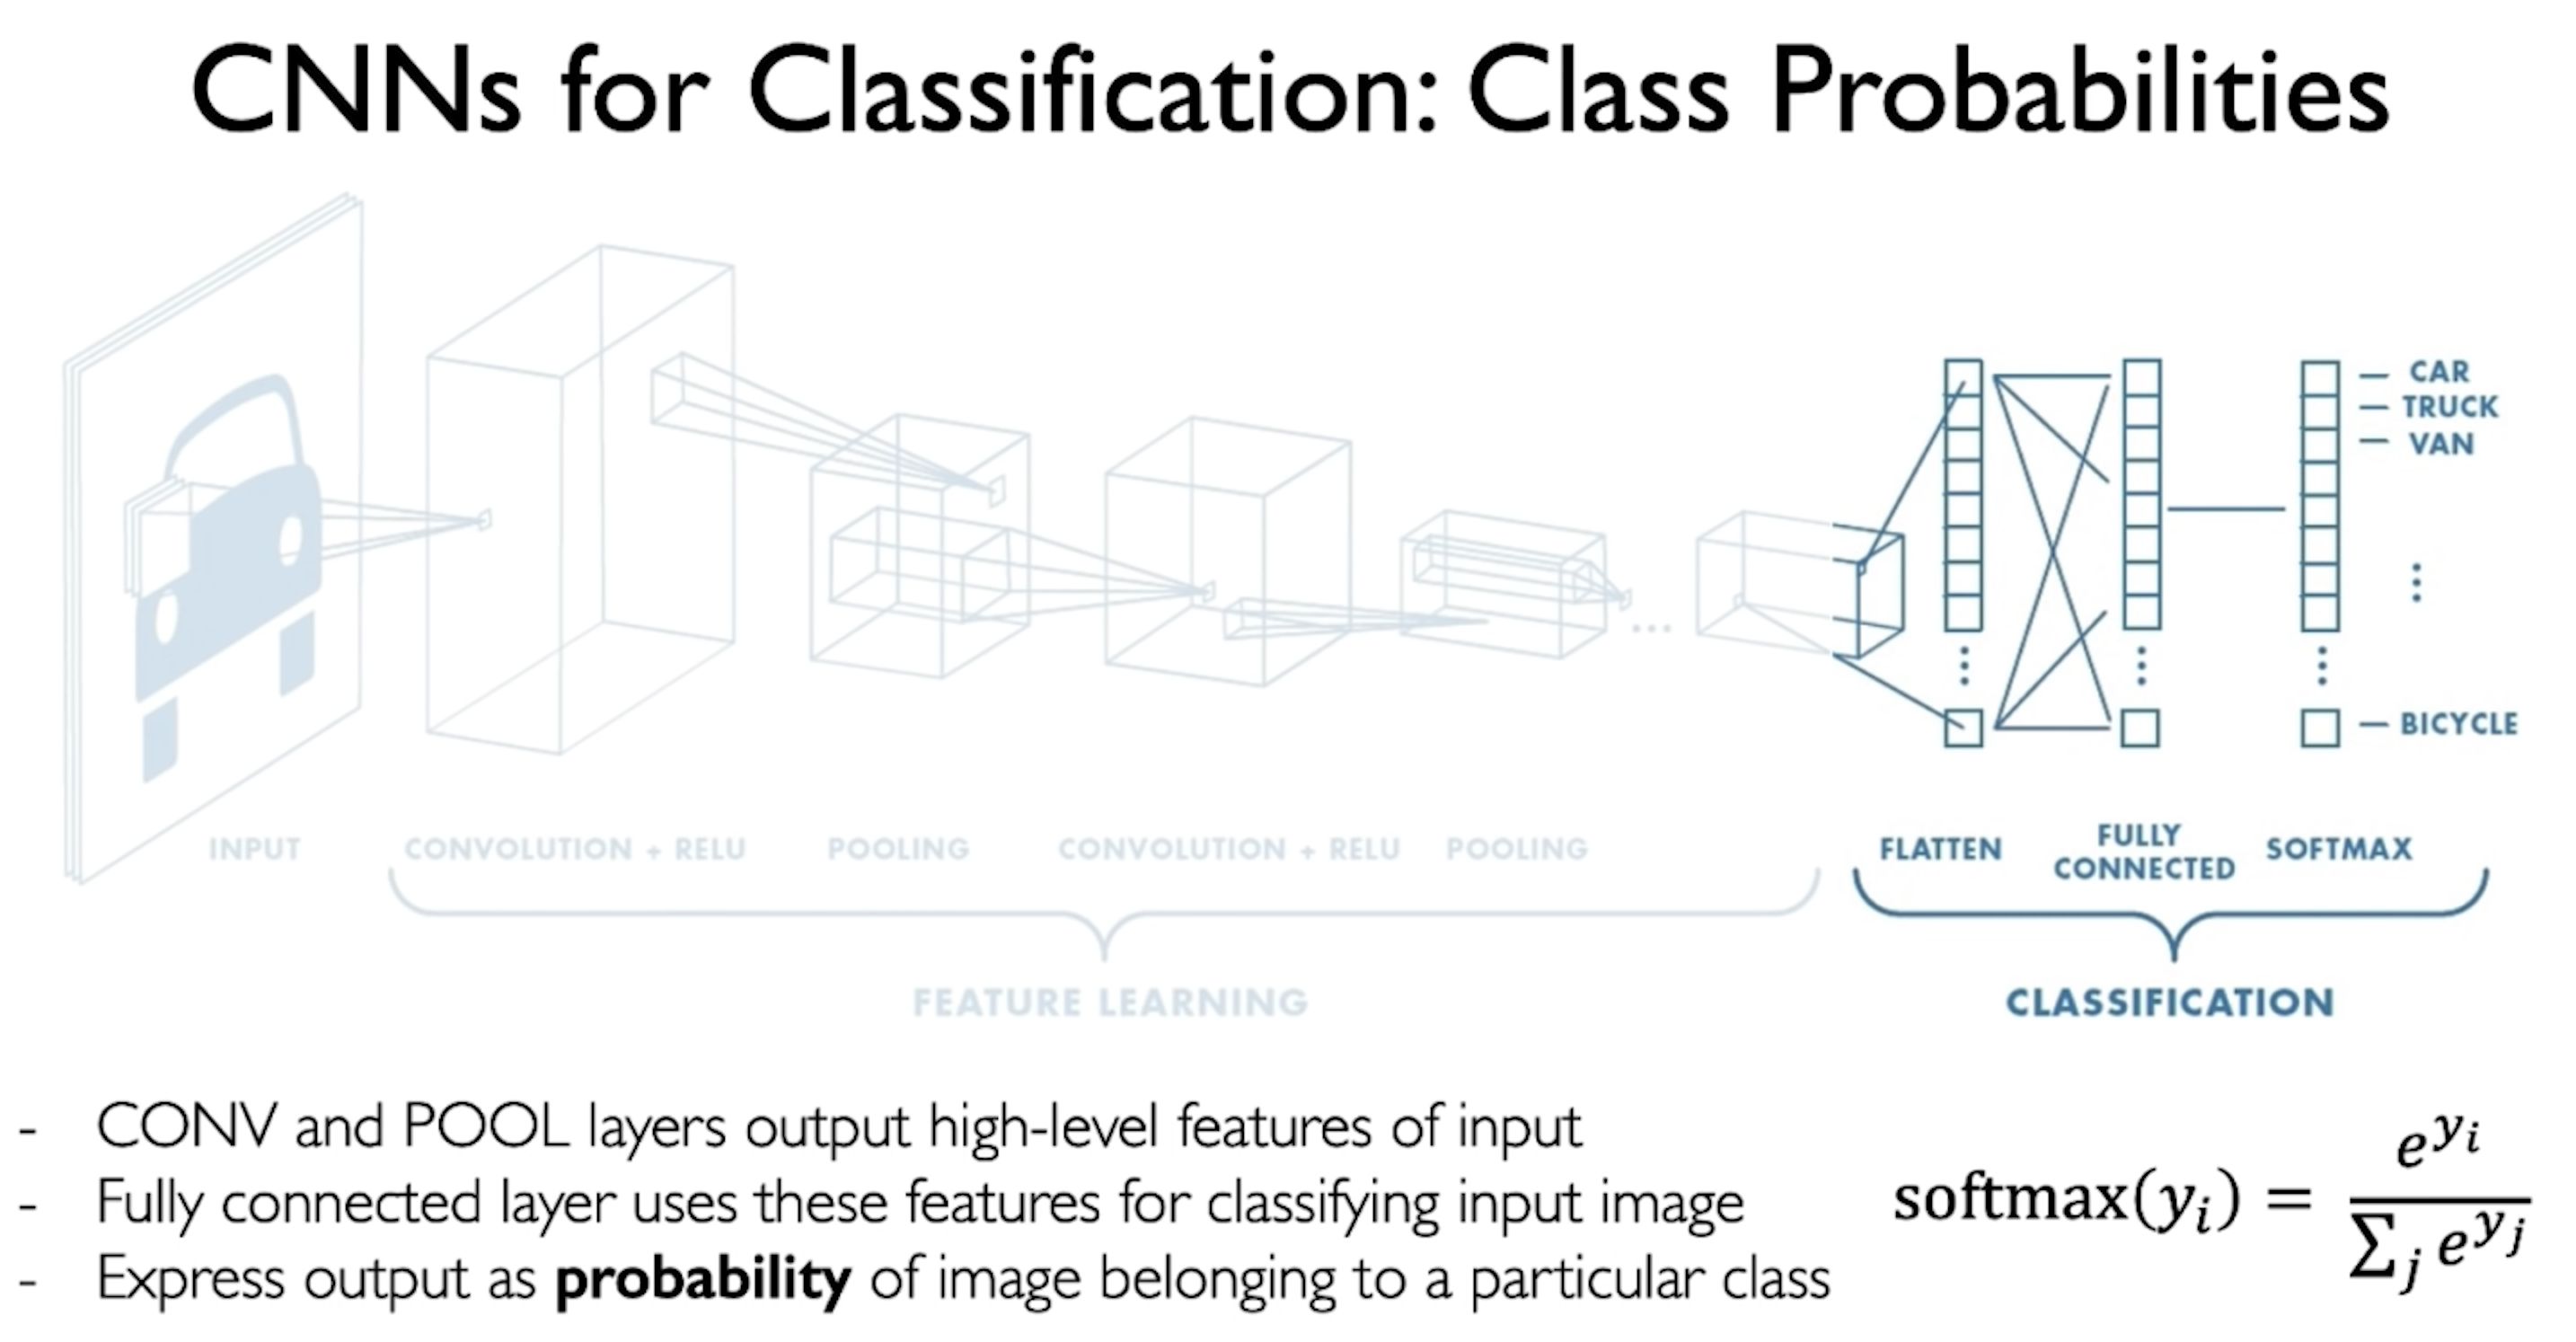 CNNs for Classification: Class Probabilities
CAR
TRUCK
VAN
⋮
BICYCLE
INPUT
CONVOLUTION + RELU
POOLING
CONVOLUTION + RELU
POOLING
...
FLATTEN
FULLY
CONNECTED
SOFTMAX
FEATURE LEARNING
CLASSIFICATION
- CONV and POOL layers output high-level features of input
- Fully connected layer uses these features for classifying input image
- Express output as probability of image belonging to a particular class
softmax(y_i) = e^{y_i} / Σ_j e^{y_j}